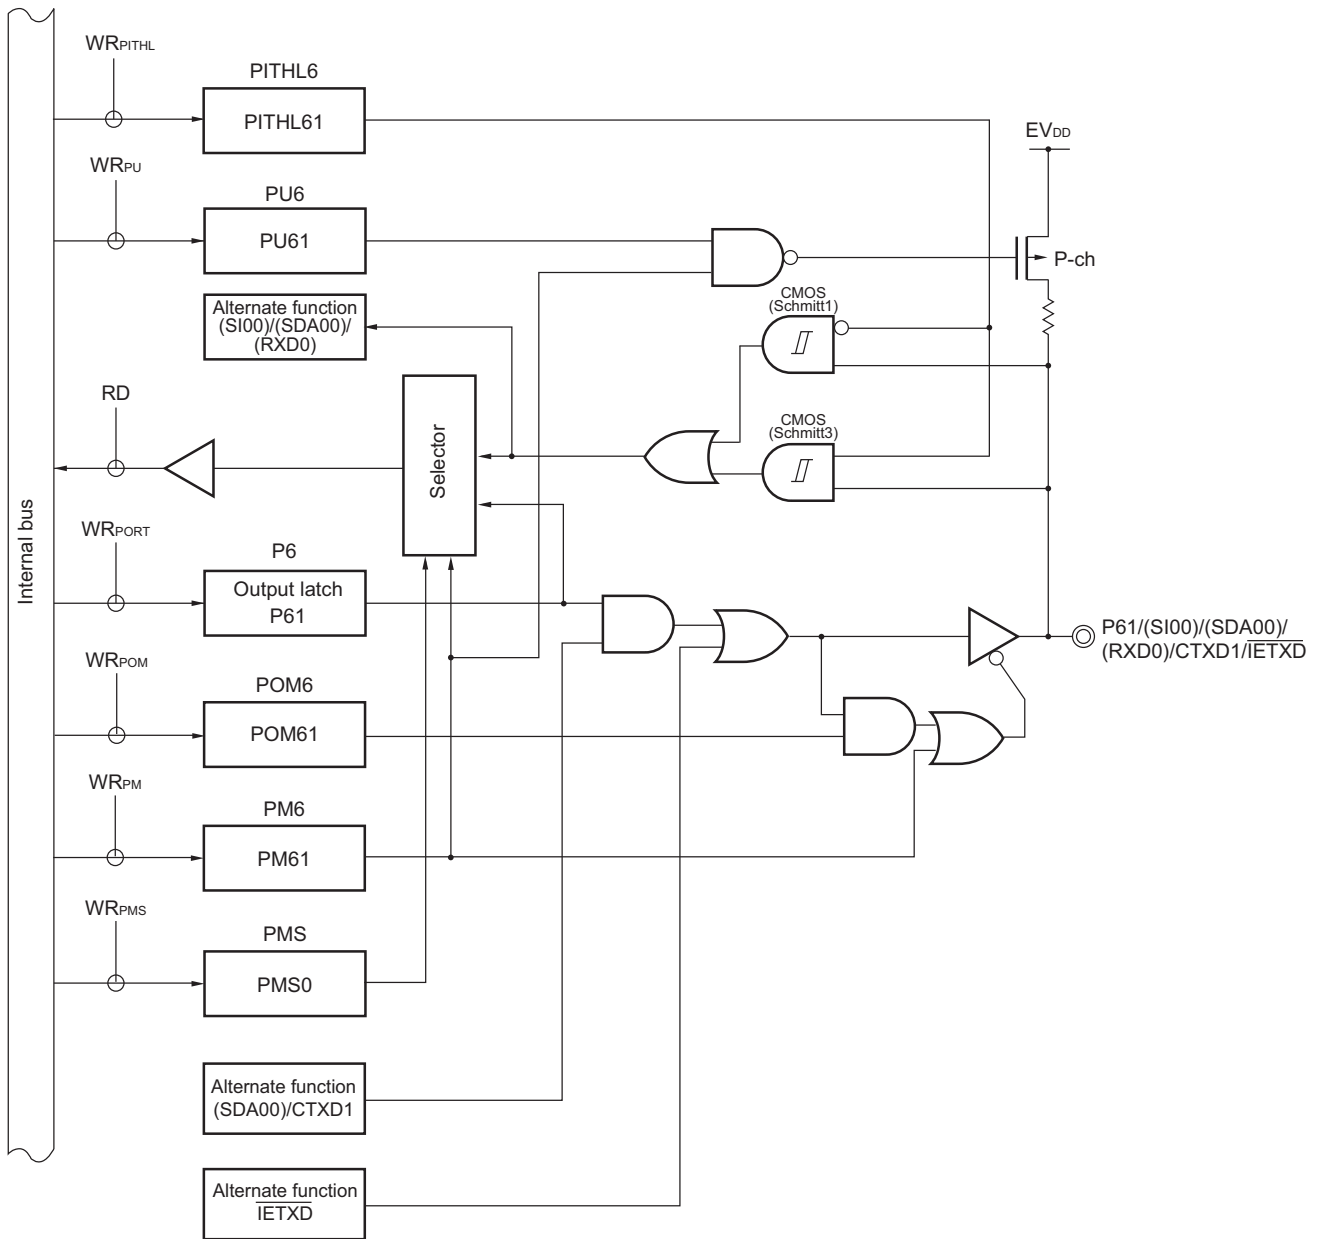 WRPITHL
PITHL6
PITHL61
EVDD
WRPU
PU6
PU61
P-ch
Alternate function
(SI00)/(SDA00)/
(RXD0)
CMOS
(Schmitt1)
RD
Selector
CMOS
(Schmitt3)
Internal bus
WRPORT
P6
Output latch
P61
P61/(SI00)/(SDA00)/
(RXD0)/CTXD1/IETXD
WRPOM
POM6
POM61
WRPM
PM6
PM61
WRPMS
PMS
PMS0
Alternate function
(SDA00)/CTXD1
Alternate function
IETXD